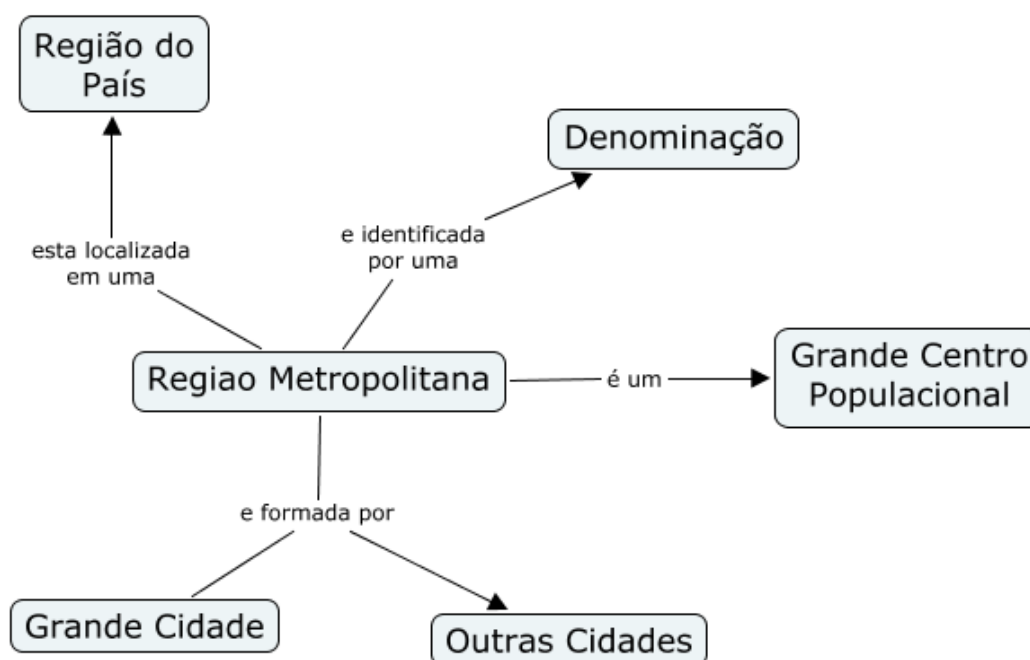 Região do
País
Denominação
e identificada
por uma
esta localizada
em uma
Grande Centro
Populacional
Regiao Metropolitana
é um
e formada por
Grande Cidade
Outras Cidades